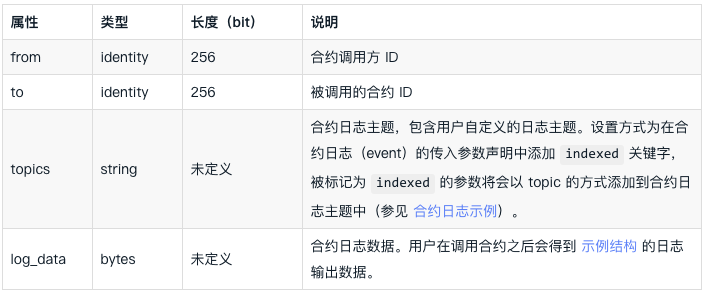 属性 类型 长度（bit） 说明
from identity 256 合约调用方 ID
to identity 256 被调用的合约 ID
合约日志主题，包含用户自定义的日志主题。设置方式为在合
约日志（event）的传入参数声明中添加 indexed 关键字，
topics string 未定义
被标记为 indexed 的参数将会以 topic 的方式添加到合约日
志主题中（参见 合约日志示例）。
合约日志数据。用户在调用合约之后会得到 示例结构 的日志
log_data bytes 未定义
输出数据。